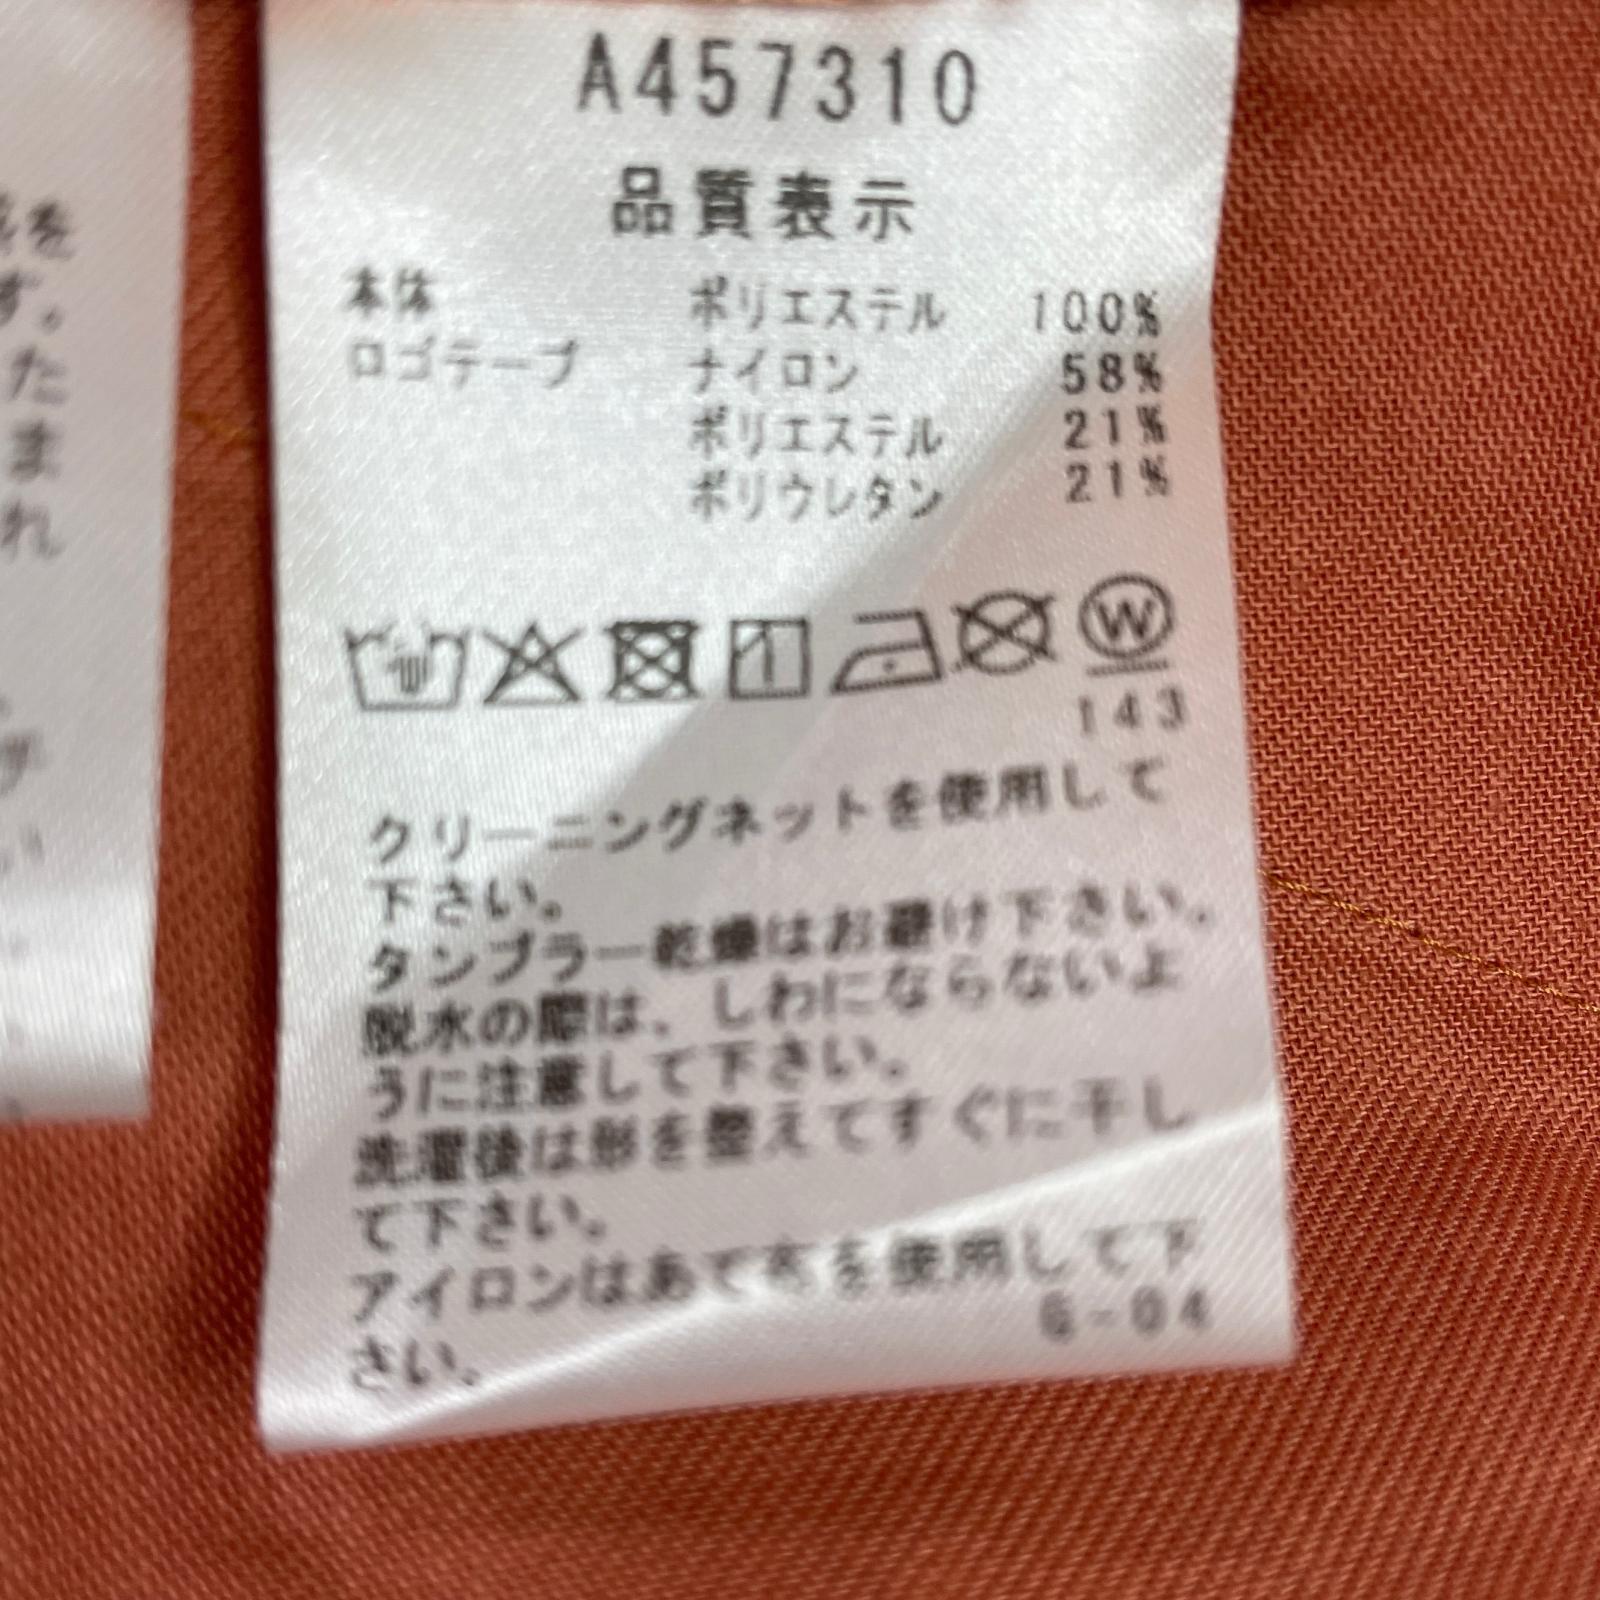 A457310
品質表示
本体 ポリエステル 100%
ロゴテープ ナイロン 58%
ポリエステル 21%
ポリウレタン 21%
W
143
クリーニングネットを使用して
下さい。
タンブラー乾燥はお避け下さい。
脱水の際は、しわにならないよ
うに注意して下さい。
洗濯後は形を整えてすぐに干し
て下さい。
アイロンはあて布を使用して下
さい。
G-04
を
す。
たま
れ